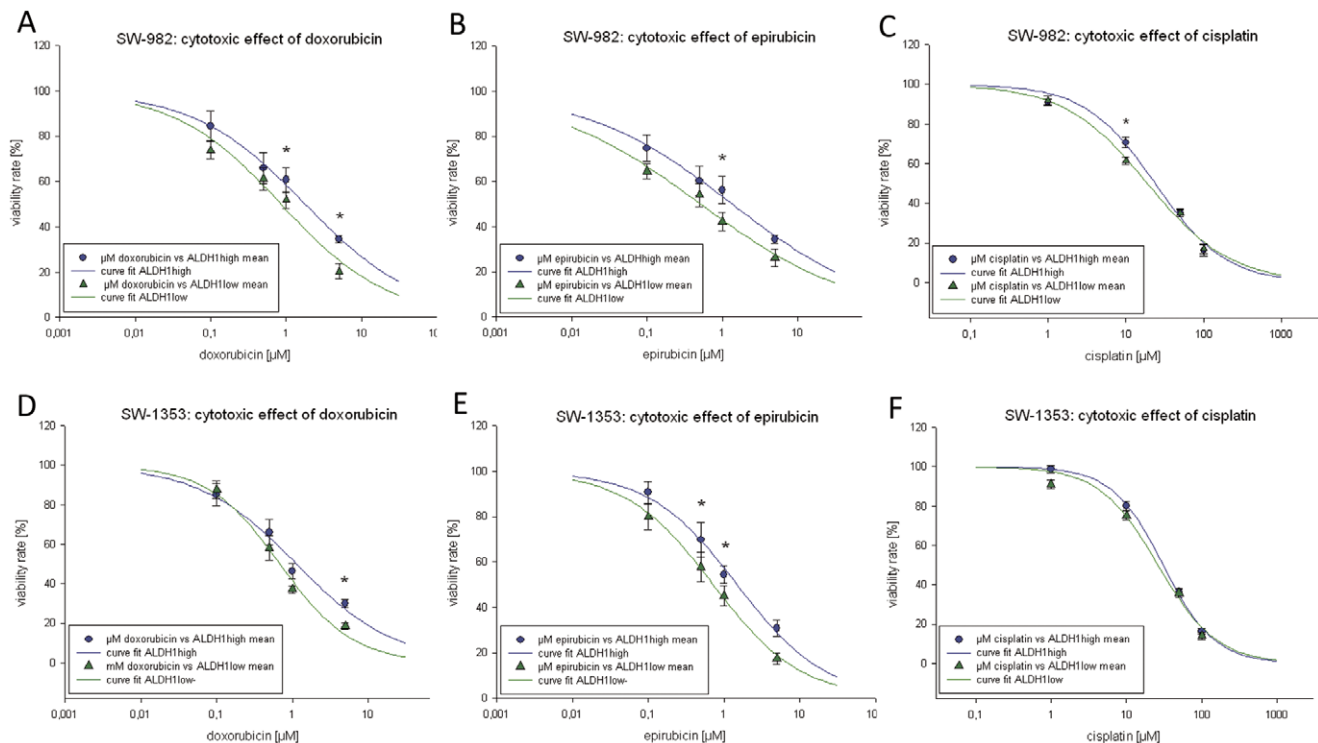 A
SW-982: cytotoxic effect of doxorubicin
120
100
80
60
40
20
0
viability rate [%]
*
*
µM doxorubicin vs ALDH1high mean
curve fit ALDH1high
µM doxorubicin vs ALDH1low mean
curve fit ALDH1low
0,001 0,01 0,1 1 10
doxorubicin [µM]
B
SW-982: cytotoxic effect of epirubicin
120
100
80
60
40
20
0
viability rate [%]
*
µM epirubicin vs ALDHhigh mean
curve fit ALDH1high
µM epirubicin vs ALDH1low mean
curve fit ALDH1low
0,001 0,01 0,1 1 10
epirubicin [µM]
C
SW-982: cytotoxic effect of cisplatin
120
100
80
60
40
20
0
viability rate [%]
*
µM cisplatin vs ALDH1high mean
curve fit ALDH1high
µM cisplatin vs ALDH1low mean
curve fit ALDH1low
0,1 1 10 100 1000
cisplatin [µM]
D
SW-1353: cytotoxic effect of doxorubicin
120
100
80
60
40
20
0
viability rate [%]
*
µM doxorubicin vs ALDH1high mean
curve fit ALDH1high
mM doxorubicin vs ALDH1low mean
curve fit ALDH1low-
0,001 0,01 0,1 1 10
doxorubicin [µM]
E
SW-1353: cytotoxic effect of epirubicin
120
100
80
60
40
20
0
viability rate [%]
*
*
µM epirubicin vs ALDH1high mean
curve fit ALDH1high
µM epirubicin vs ALDH1low mean
curve fit ALDH1low-
0,001 0,01 0,1 1 10
epirubicin [µM]
F
SW-1353: cytotoxic effect of cisplatin
120
100
80
60
40
20
0
viability rate [%]
µM cisplatin vs ALDH1high mean
curve fit ALDH1high
µM cisplatin vs ALDH1low mean
curve fit ALDH1low
0,1 1 10 100 1000
cisplatin [µM]